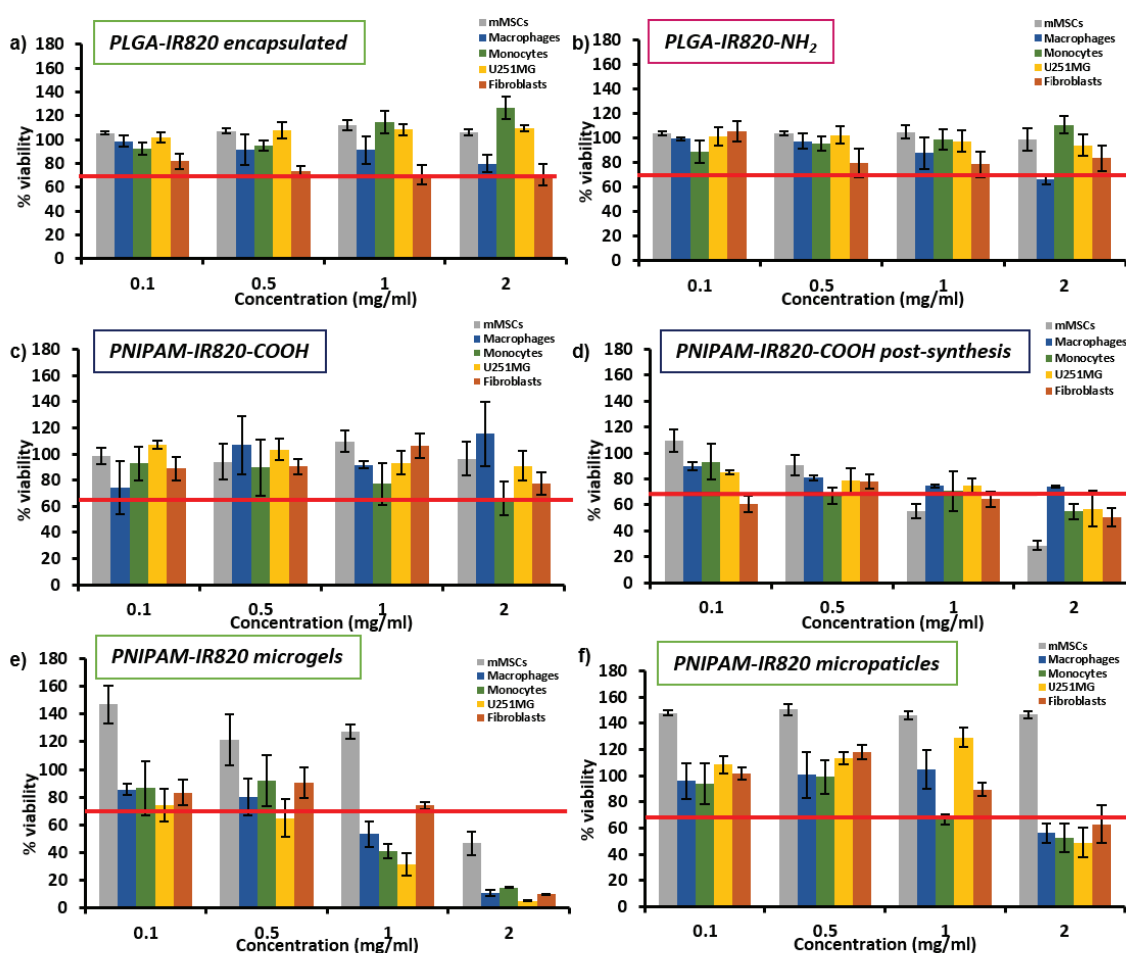 a)
PLGA-IR820 encapsulated
mMSCs
Macrophages
Monocytes
U251MG
Fibroblasts
% viability
180
160
140
120
100
80
60
40
20
0
0.1 0.5 1 2
Concentration (mg/ml)
b)
PLGA-IR820-NH2
mMSCs
Macrophages
Monocytes
U251MG
Fibroblasts
% viability
180
160
140
120
100
80
60
40
20
0
0.1 0.5 1 2
Concentration (mg/ml)
c)
PNIPAM-IR820-COOH
mMSCs
Macrophages
Monocytes
U251MG
Fibroblasts
% viability
180
160
140
120
100
80
60
40
20
0
0.1 0.5 1 2
Concentration (mg/ml)
d)
PNIPAM-IR820-COOH post-synthesis
mMSCs
Macrophages
Monocytes
U251MG
Fibroblasts
% viability
180
160
140
120
100
80
60
40
20
0
0.1 0.5 1 2
Concentration (mg/ml)
e)
PNIPAM-IR820 microgels
mMSCs
Macrophages
Monocytes
U251MG
Fibroblasts
% viability
180
160
140
120
100
80
60
40
20
0
0.1 0.5 1 2
Concentration (mg/ml)
f)
PNIPAM-IR820 micropaticles
mMSCs
Macrophages
Monocytes
U251MG
Fibroblasts
% viability
180
160
140
120
100
80
60
40
20
0
0.1 0.5 1 2
Concentration (mg/ml)